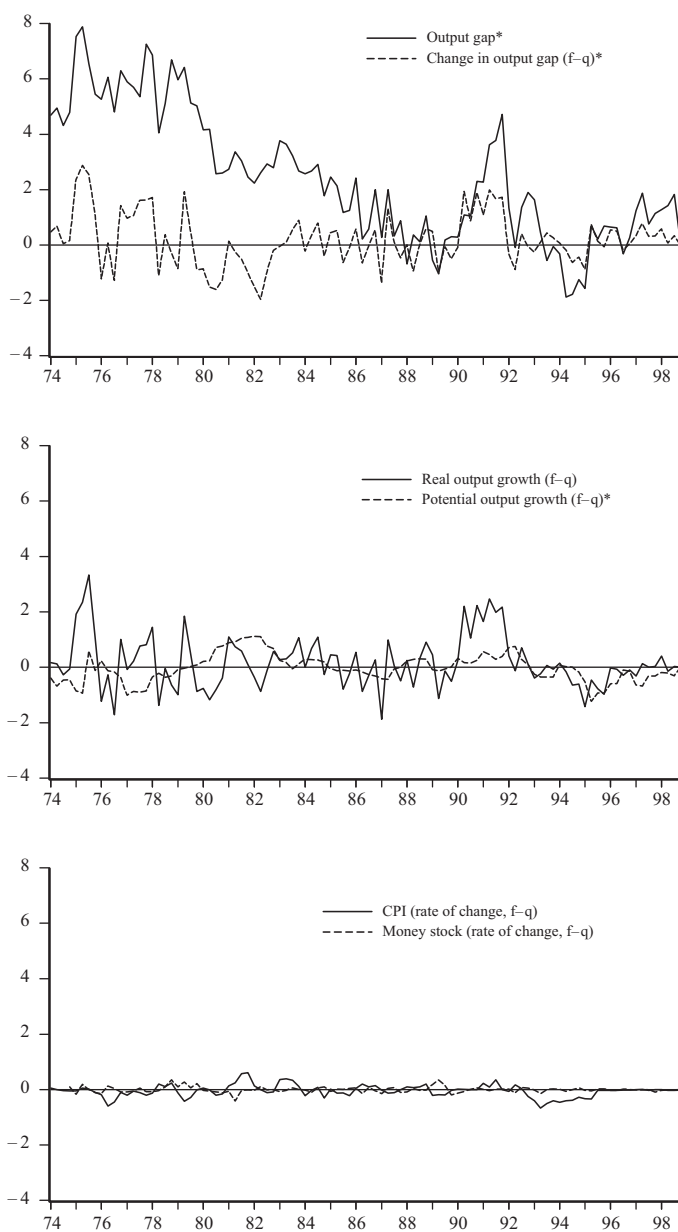 8
Output gap*
Change in output gap (f–q)*
6
4
2
0
−2
−4
74 76 78 80 82 84 86 88 90 92 94 96 98
8
Real output growth (f–q)
Potential output growth (f–q)*
6
4
2
0
−2
−4
74 76 78 80 82 84 86 88 90 92 94 96 98
8
CPI (rate of change, f–q)
Money stock (rate of change, f–q)
6
4
2
0
−2
−4
74 76 78 80 82 84 86 88 90 92 94 96 98